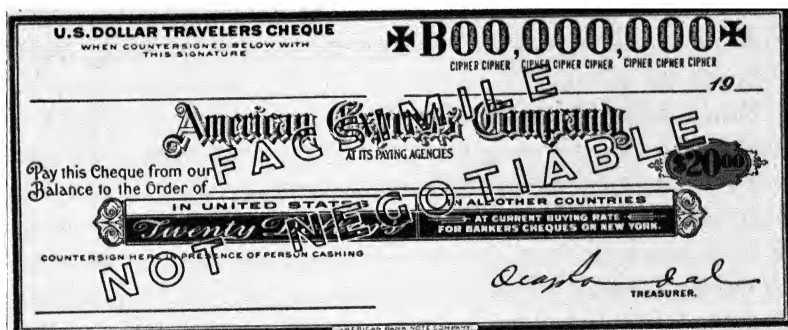 U.S. DOLLAR TRAVELERS CHEQUE
WHEN COUNTERSIGNED BELOW WITH
THIS SIGNATURE
B00,000,000
CIPHER CIPHER CIPHER CIPHER CIPHER CIPHER CIPHER CIPHER
19
American Express Company
AT ITS PAYING AGENCIES
FACSIMILE
NOT NEGOTIABLE
$20.00
Pay this Cheque from our
Balance to the Order of
IN UNITED STATES
IN ALL OTHER COUNTRIES
Twenty Dollars
AT CURRENT BUYING RATE
FOR BANKERS CHEQUES ON NEW YORK.
COUNTERSIGN HERE IN PRESENCE OF PERSON CASHING
TREASURER.
AMERICAN BANK NOTE COMPANY.